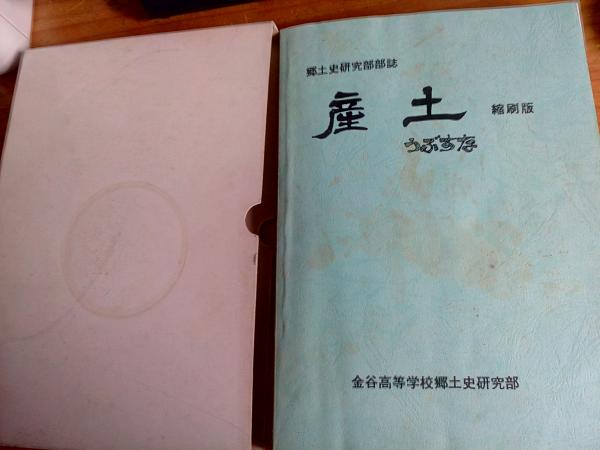 郷土史研究部部誌
産土 縮刷版
うぶすな
金谷高等学校郷土史研究部